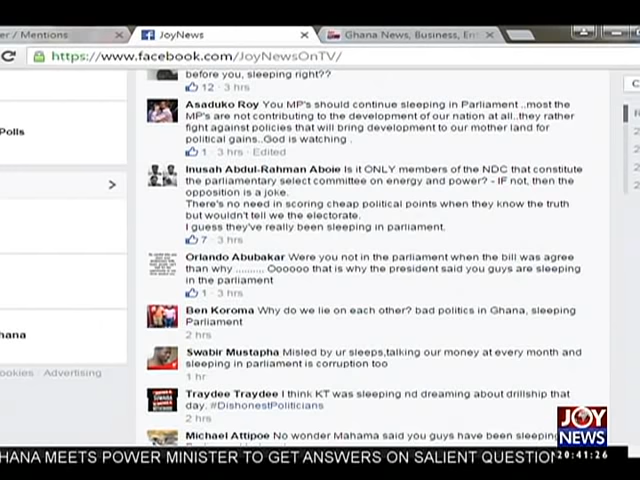 er / Mentions
JoyNews
Ghana News, Business, En
https://www.facebook.com/JoyNewsOnTV/
before you, sleeping right??
12 · 3 hrs
Asaduko Roy You MP's should continue sleeping in Parliament ..most the
MP's are not contributing to the development of our nation at all..they rather
fight against policies that will bring development to our mother land for
political gains..God is watching .
1 · 3 hrs · Edited
Polls
Inusah Abdul-Rahman Aboie Is it ONLY members of the NDC that constitute
the parliamentary select committee on energy and power? - IF not, then the
opposition is a joke.
There's no need in scoring cheap political points when they know the truth
but wouldn't tell we the electorate.
I guess they've really been sleeping in parliament.
7 · 3 hrs
Orlando Abubakar Were you not in the parliament when the bill was agree
than why .......... Oooooo that is why the president said you guys are sleeping
in the parliament
1 · 3 hrs
Ben Koroma Why do we lie on each other? bad politics in Ghana, sleeping
Parliament
2 hrs
hana
Swabir Mustapha Misled by ur sleeps,talking our money at every month and
sleeping in parliament is corruption too
1 hr
ookies · Advertising
Traydee Traydee I think KT was sleeping nd dreaming about drillship that
day. #DishonestPoliticians
2 hrs
Michael Attipoe No wonder Mahama said you guys have been sleeping
JOY
NEWS
20:41:26
HANA MEETS POWER MINISTER TO GET ANSWERS ON SALIENT QUESTION